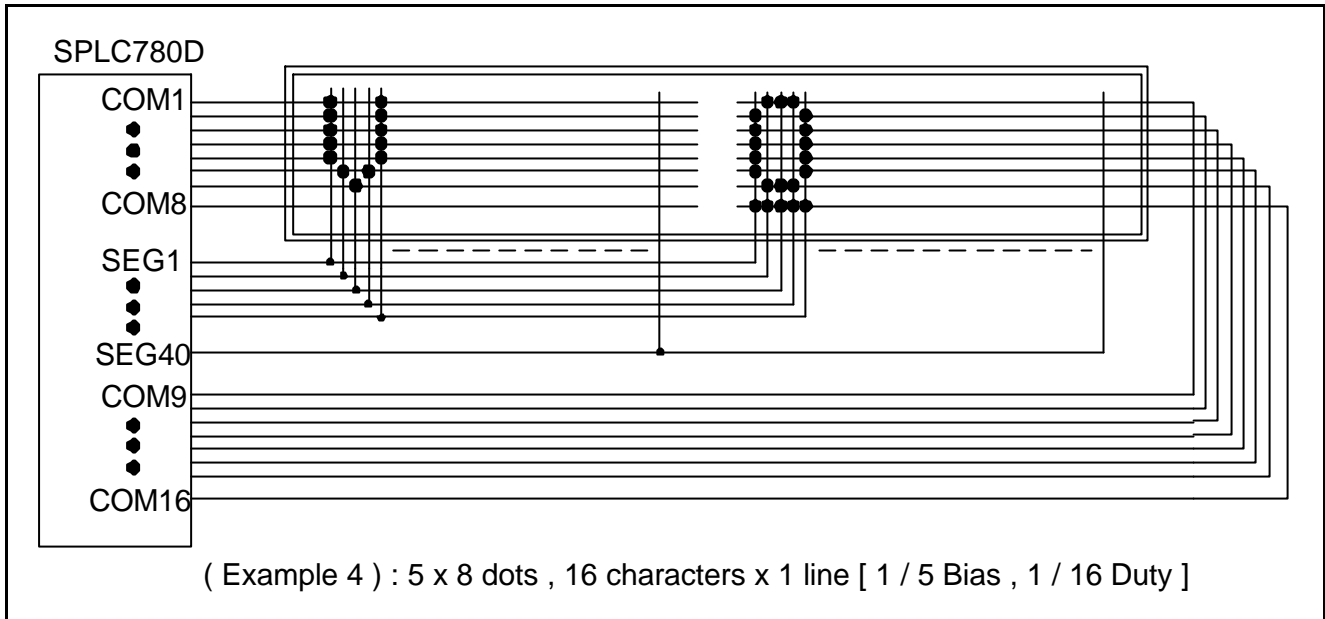 SPLC780D
COM1
COM8
SEG1
SEG40
COM9
COM16
( Example 4 ) : 5 x 8 dots , 16 characters x 1 line [ 1 / 5 Bias , 1 / 16 Duty ]